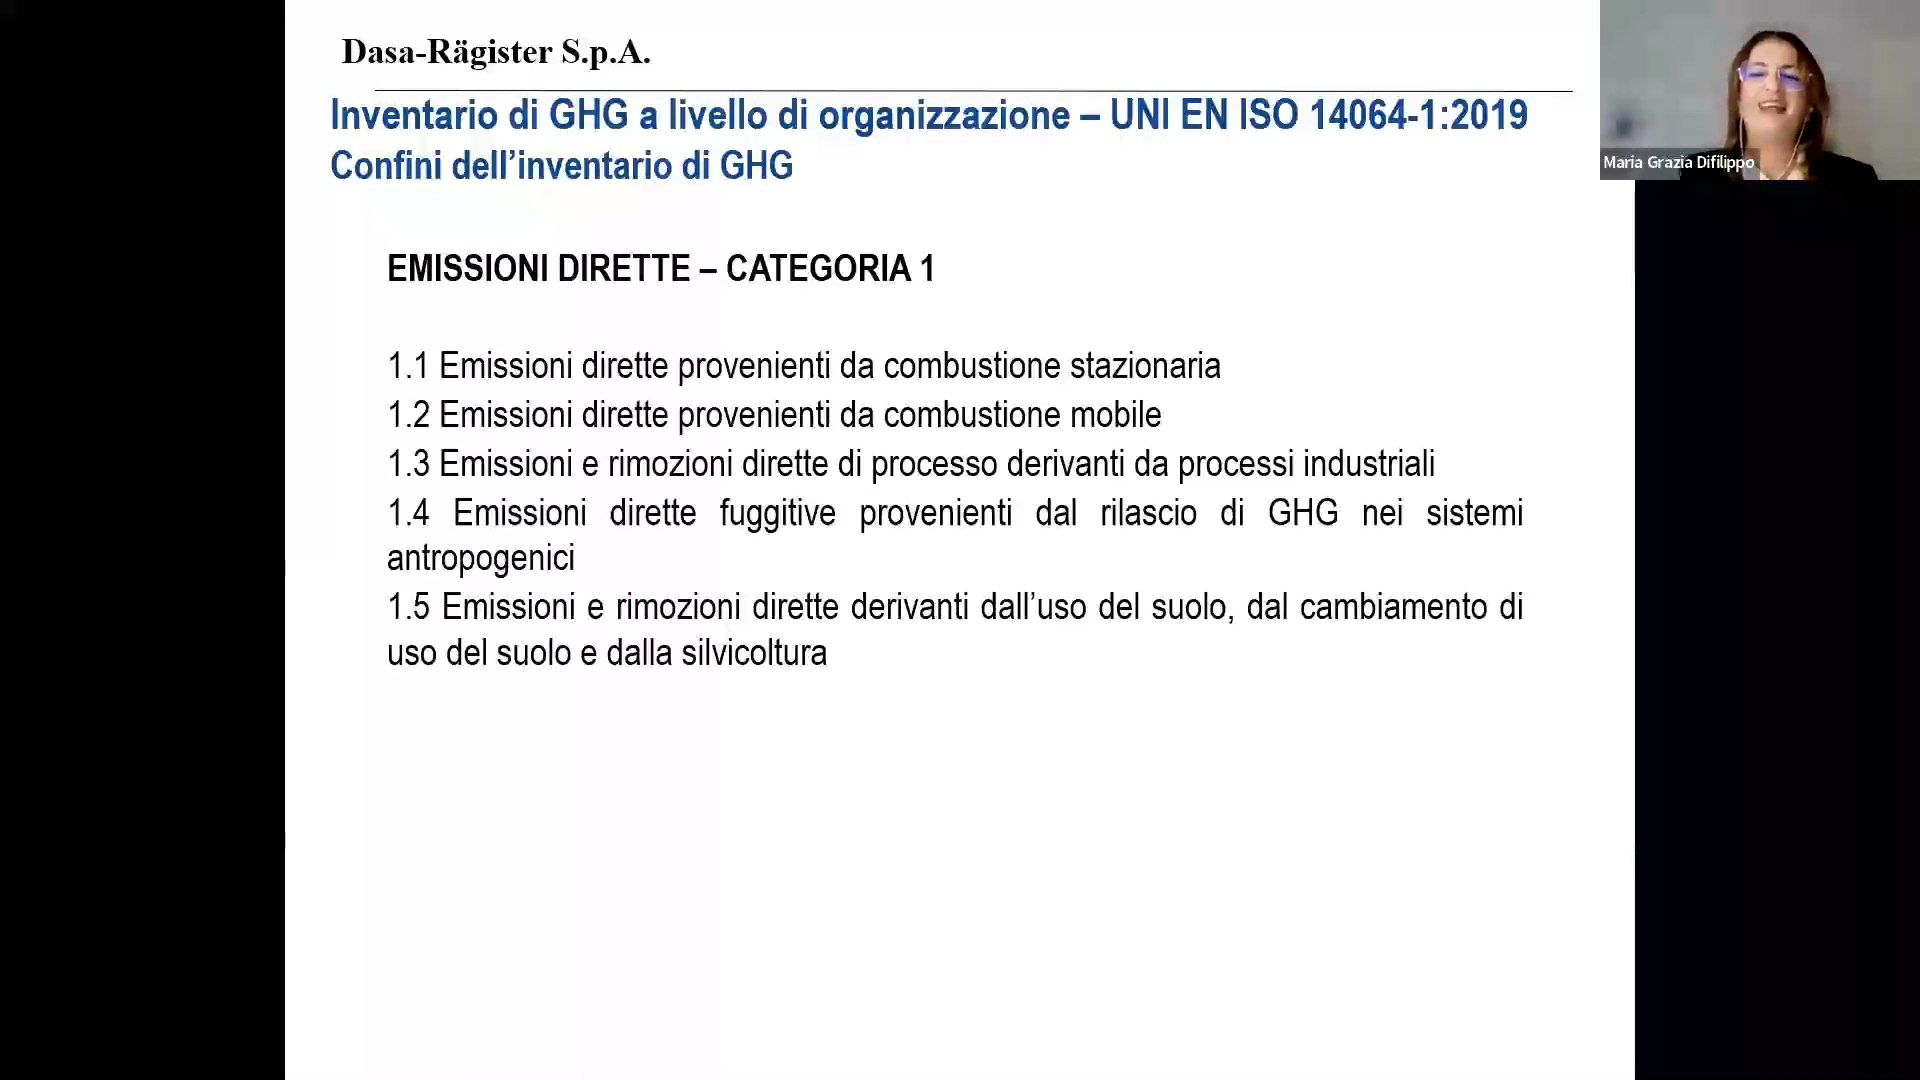 Dasa-Rägister S.p.A.
Inventario di GHG a livello di organizzazione – UNI EN ISO 14064-1:2019
Confini dell’inventario di GHG
Maria Grazia Difilippo
EMISSIONI DIRETTE – CATEGORIA 1
1.1 Emissioni dirette provenienti da combustione stazionaria
1.2 Emissioni dirette provenienti da combustione mobile
1.3 Emissioni e rimozioni dirette di processo derivanti da processi industriali
1.4 Emissioni dirette fuggitive provenienti dal rilascio di GHG nei sistemi
antropogenici
1.5 Emissioni e rimozioni dirette derivanti dall’uso del suolo, dal cambiamento di
uso del suolo e dalla silvicoltura